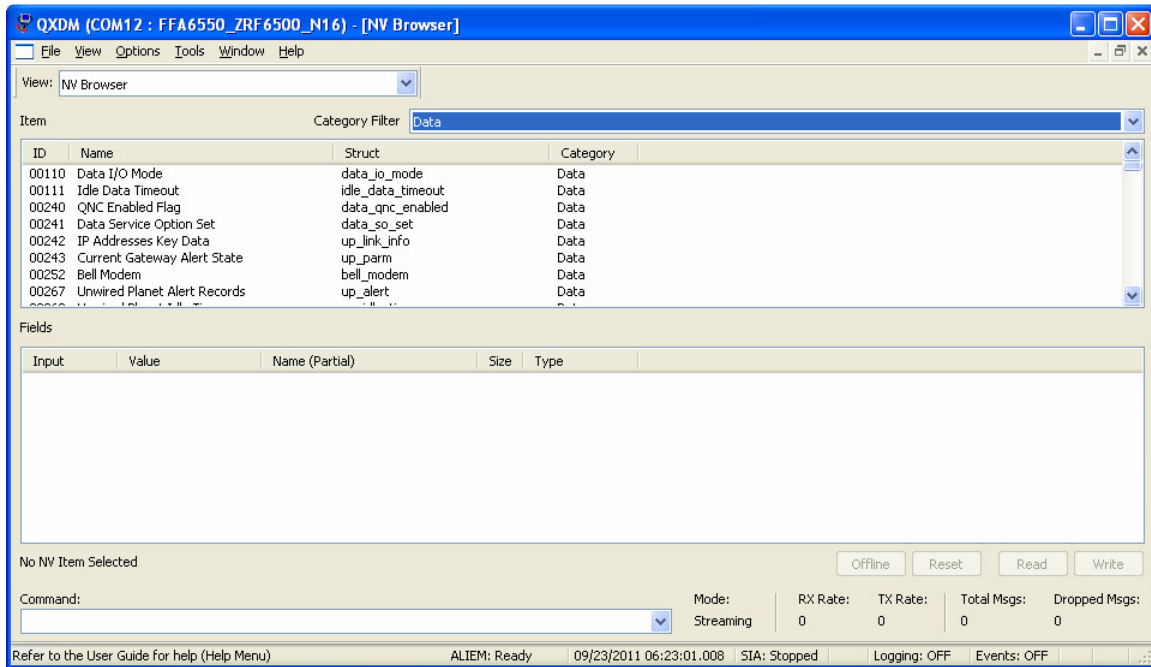 QXDM (COM12 : FFA6550_ZRF6500_N16) - [NV Browser]
File View Options Tools Window Help
View: NV Browser
Item Category Filter Data
ID Name Struct Category
00110 Data I/O Mode data_io_mode Data
00111 Idle Data Timeout idle_data_timeout Data
00240 QNC Enabled Flag data_qnc_enabled Data
00241 Data Service Option Set data_so_set Data
00242 IP Addresses Key Data up_link_info Data
00243 Current Gateway Alert State up_parm Data
00252 Bell Modem bell_modem Data
00267 Unwired Planet Alert Records up_alert Data
Fields
Input Value Name (Partial) Size Type
No NV Item Selected
Offline Reset Read Write
Command: Mode: RX Rate: TX Rate: Total Msgs: Dropped Msgs:
Streaming 0 0 0 0
Refer to the User Guide for help (Help Menu) ALIEM: Ready 09/23/2011 06:23:01.008 SIA: Stopped Logging: OFF Events: OFF